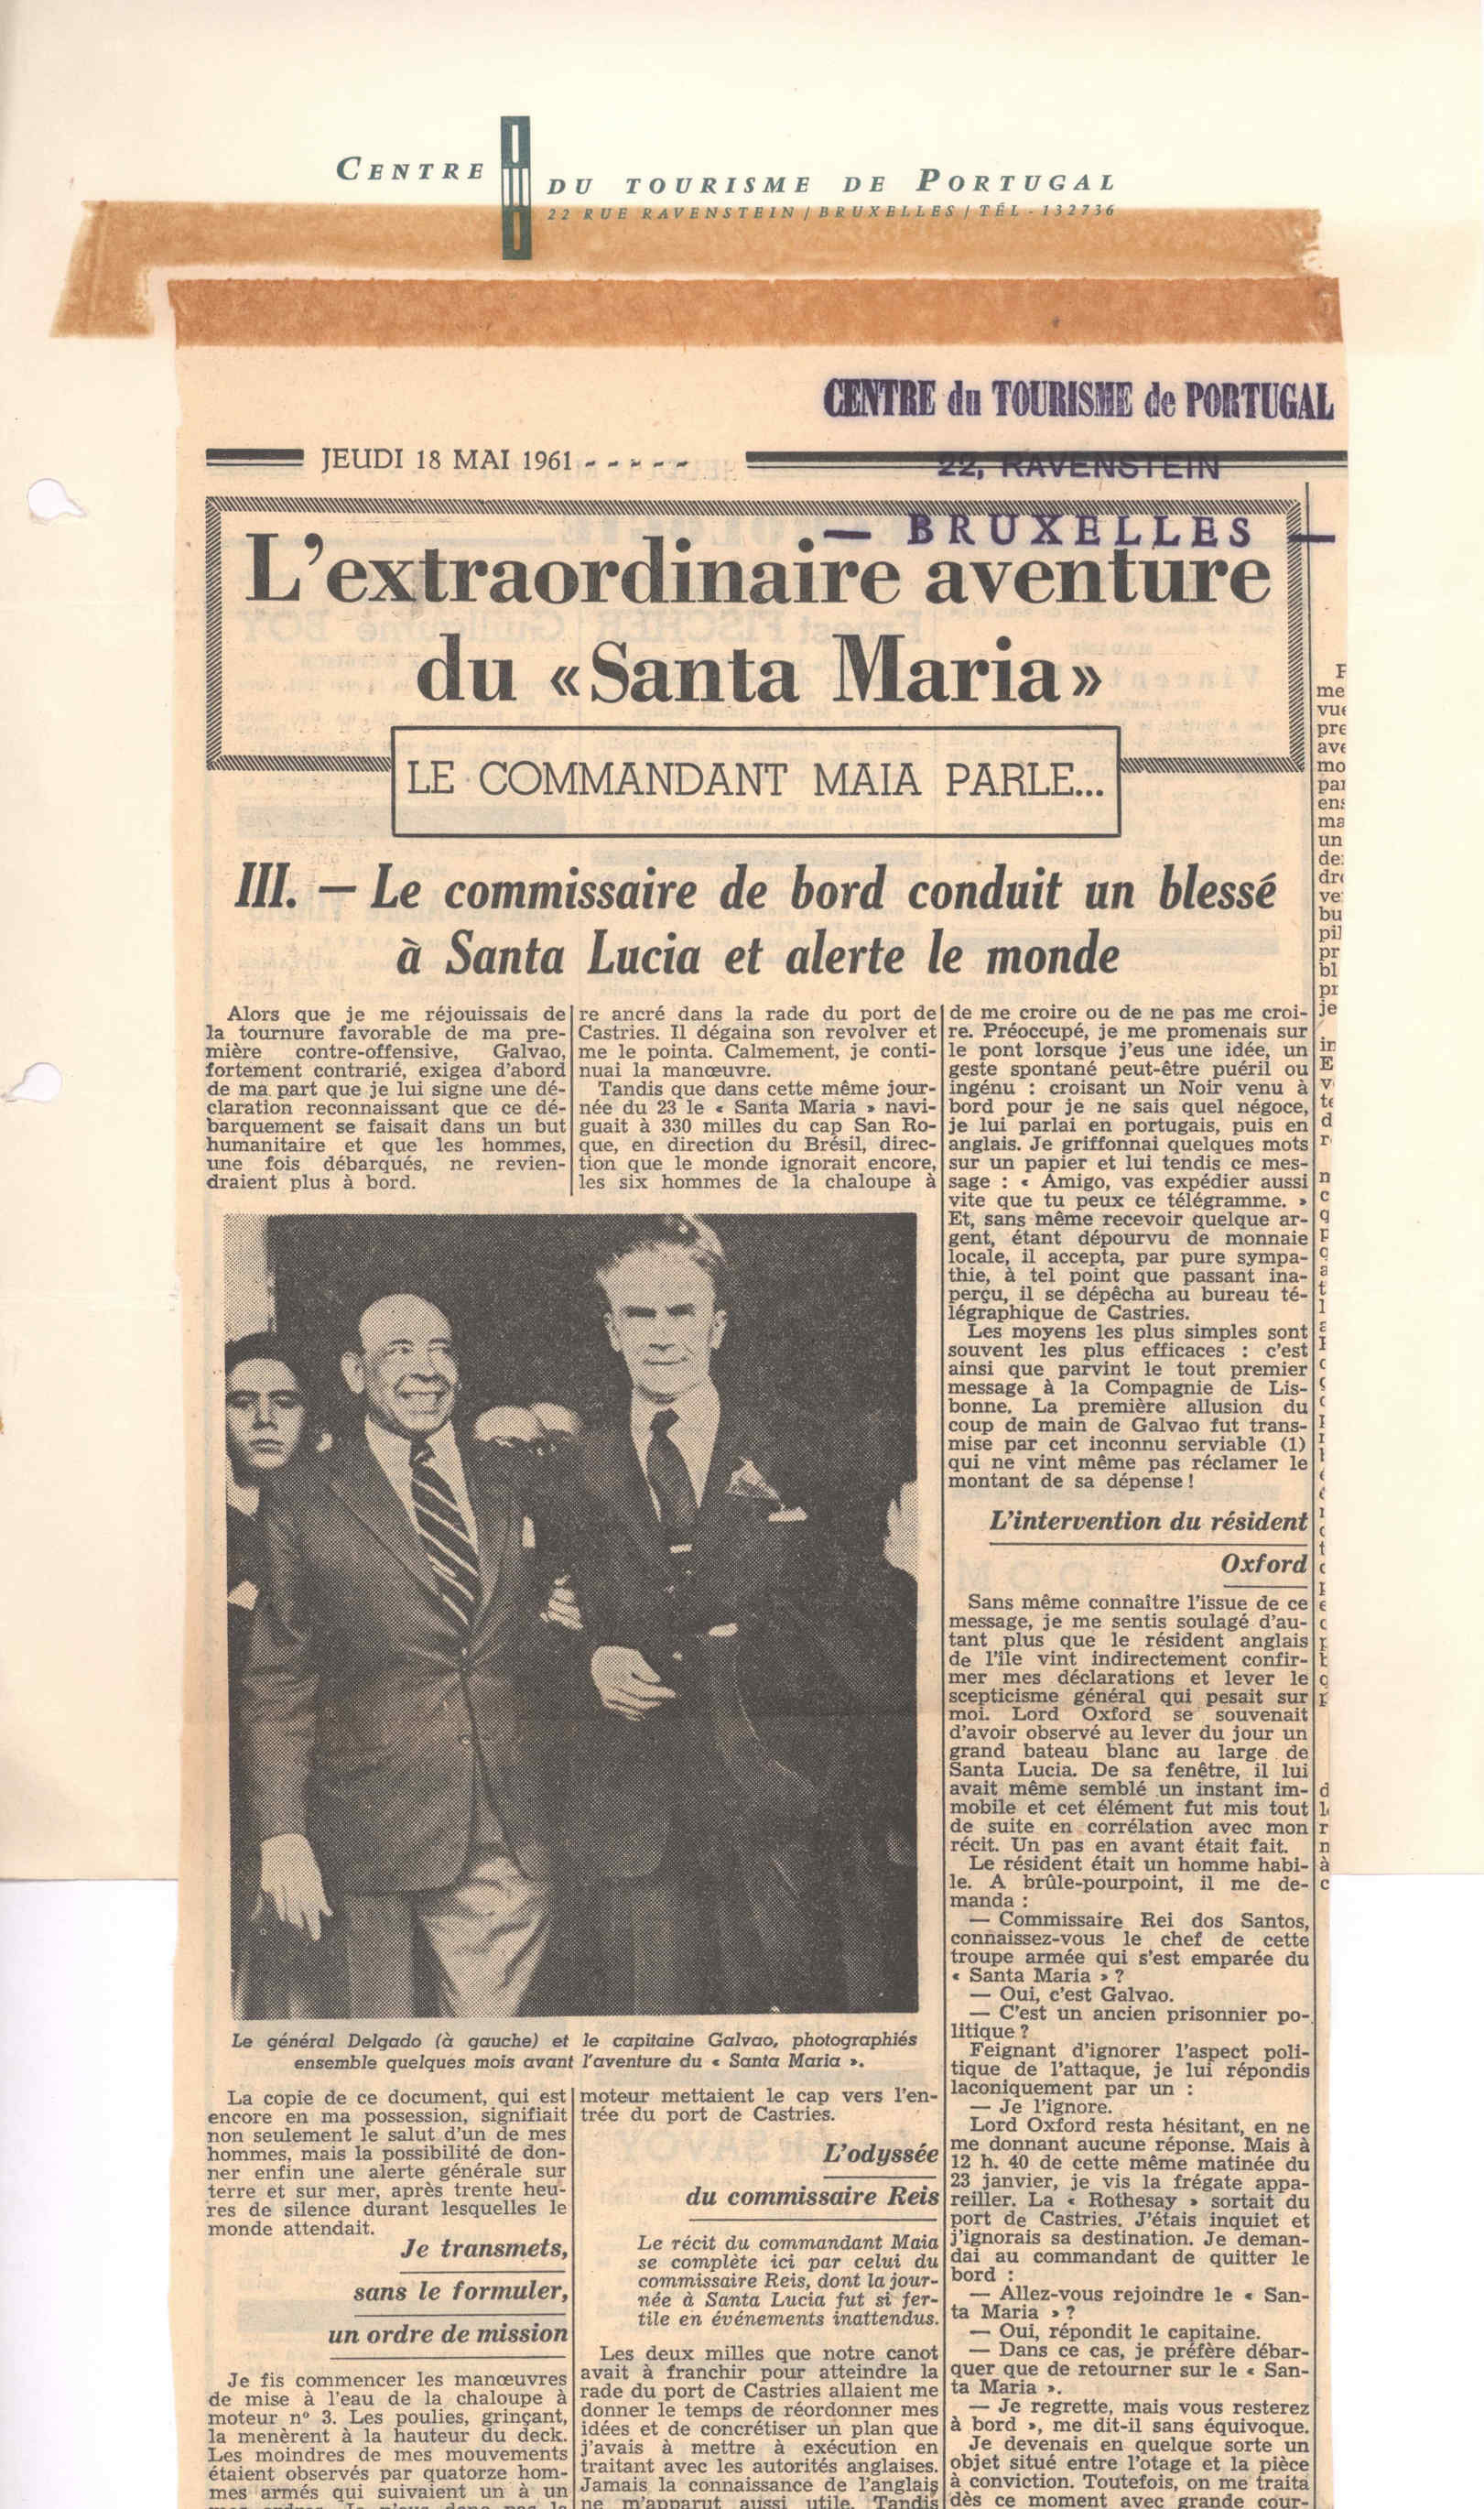 CENTRE DU TOURISME DE PORTUGAL
22 RUE RAVENSTEIN / BRUXELLES / TÉL - 132736
CENTRE du TOURISME de PORTUGAL
JEUDI 18 MAI 1961
22, RAVENSTEIN
— BRUXELLES —
L'extraordinaire aventure
du «Santa Maria»
LE COMMANDANT MAIA PARLE...
III. — Le commissaire de bord conduit un blessé
à Santa Lucia et alerte le monde
Alors que je me réjouissais de
la tournure favorable de ma pre-
mière contre-offensive, Galvao,
fortement contrarié, exigea d'abord
de ma part que je lui signe une dé-
claration reconnaissant que ce dé-
barquement se faisait dans un but
humanitaire et que les hommes,
une fois débarqués, ne revien-
draient plus à bord.
Le général Delgado (à gauche) et le capitaine Galvao, photographiés
ensemble quelques mois avant l'aventure du « Santa Maria ».
La copie de ce document, qui est
encore en ma possession, signifiait
non seulement le salut d'un de mes
hommes, mais la possibilité de don-
ner enfin une alerte générale sur
terre et sur mer, après trente heu-
res de silence durant lesquelles le
monde attendait.
Je transmets,
sans le formuler,
un ordre de mission
Je fis commencer les manœuvres
de mise à l'eau de la chaloupe à
moteur n° 3. Les poulies, grinçant,
la menèrent à la hauteur du deck.
Les moindres de mes mouvements
étaient observés par quatorze hom-
mes armés qui suivaient un à un
re ancré dans la rade du port de
Castries. Il dégaina son revolver et
me le pointa. Calmement, je conti-
nuai la manœuvre.
Tandis que dans cette même jour-
née du 23 le « Santa Maria » navi-
guait à 330 milles du cap San Ro-
que, en direction du Brésil, direc-
tion que le monde ignorait encore,
les six hommes de la chaloupe à
moteur mettaient le cap vers l'en-
trée du port de Castries.
L'odyssée
du commissaire Reis
Le récit du commandant Maia
se complète ici par celui du
commissaire Reis, dont la jour-
née à Santa Lucia fut si fer-
tile en événements inattendus.
Les deux milles que notre canot
avait à franchir pour atteindre la
rade du port de Castries allaient me
donner le temps de réordonner mes
idées et de concrétiser un plan que
j'avais à mettre à exécution en
traitant avec les autorités anglaises.
Jamais la connaissance de l'anglais
ne m'apparut aussi utile. Tandis
de me croire ou de ne pas me croi-
re. Préoccupé, je me promenais sur
le pont lorsque j'eus une idée, un
geste spontané peut-être puéril ou
ingénu : croisant un Noir venu à
bord pour je ne sais quel négoce,
je lui parlai en portugais, puis en
anglais. Je griffonnai quelques mots
sur un papier et lui tendis ce mes-
sage : « Amigo, vas expédier aussi
vite que tu peux ce télégramme. »
Et, sans même recevoir quelque ar-
gent, étant dépourvu de monnaie
locale, il accepta, par pure sympa-
thie, à tel point que passant ina-
perçu, il se dépêcha au bureau té-
légraphique de Castries.
Les moyens les plus simples sont
souvent les plus efficaces : c'est
ainsi que parvint le tout premier
message à la Compagnie de Lis-
bonne. La première allusion du
coup de main de Galvao fut trans-
mise par cet inconnu serviable (1)
qui ne vint même pas réclamer le
montant de sa dépense !
L'intervention du résident
Oxford
Sans même connaître l'issue de ce
message, je me sentis soulagé d'au-
tant plus que le résident anglais
de l'île vint indirectement confir-
mer mes déclarations et lever le
scepticisme général qui pesait sur
moi. Lord Oxford se souvenait
d'avoir observé au lever du jour un
grand bateau blanc au large de
Santa Lucia. De sa fenêtre, il lui
avait même semblé un instant im-
mobile et cet élément fut mis tout
de suite en corrélation avec mon
récit. Un pas en avant était fait.
Le résident était un homme habi-
le. A brûle-pourpoint, il me de-
manda :
— Commissaire Rei dos Santos,
connaissez-vous le chef de cette
troupe armée qui s'est emparée du
« Santa Maria » ?
— Oui, c'est Galvao.
— C'est un ancien prisonnier po-
litique ?
Feignant d'ignorer l'aspect poli-
tique de l'attaque, je lui répondis
laconiquement par un :
— Je l'ignore.
Lord Oxford resta hésitant, en ne
me donnant aucune réponse. Mais à
12 h. 40 de cette même matinée du
23 janvier, je vis la frégate appa-
reiller. La « Rothesay » sortait du
port de Castries. J'étais inquiet et
j'ignorais sa destination. Je deman-
dai au commandant de quitter le
bord :
— Allez-vous rejoindre le « San-
ta Maria » ?
— Oui, répondit le capitaine.
— Dans ce cas, je préfère débar-
quer que de retourner sur le « San-
ta Maria ».
— Je regrette, mais vous resterez
à bord », me dit-il sans équivoque.
Je devenais en quelque sorte un
objet situé entre l'otage et la pièce
à conviction. Toutefois, on me traita
dès ce moment avec grande cour-